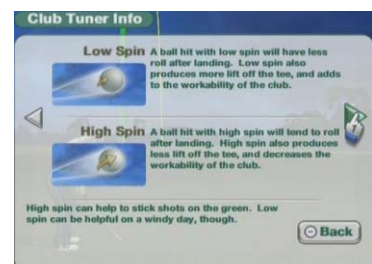 Club Tuner Info
Low Spin A ball hit with low spin will have less
roll after landing. Low spin also
produces more lift off the tee, and adds
to the workability of the club.
High Spin A ball hit with high spin will tend to roll
after landing. High spin also produces
less lift off the tee, and decreases the
workability of the club.
1
High spin can help to stick shots on the green. Low
spin can be helpful on a windy day, though.
Back